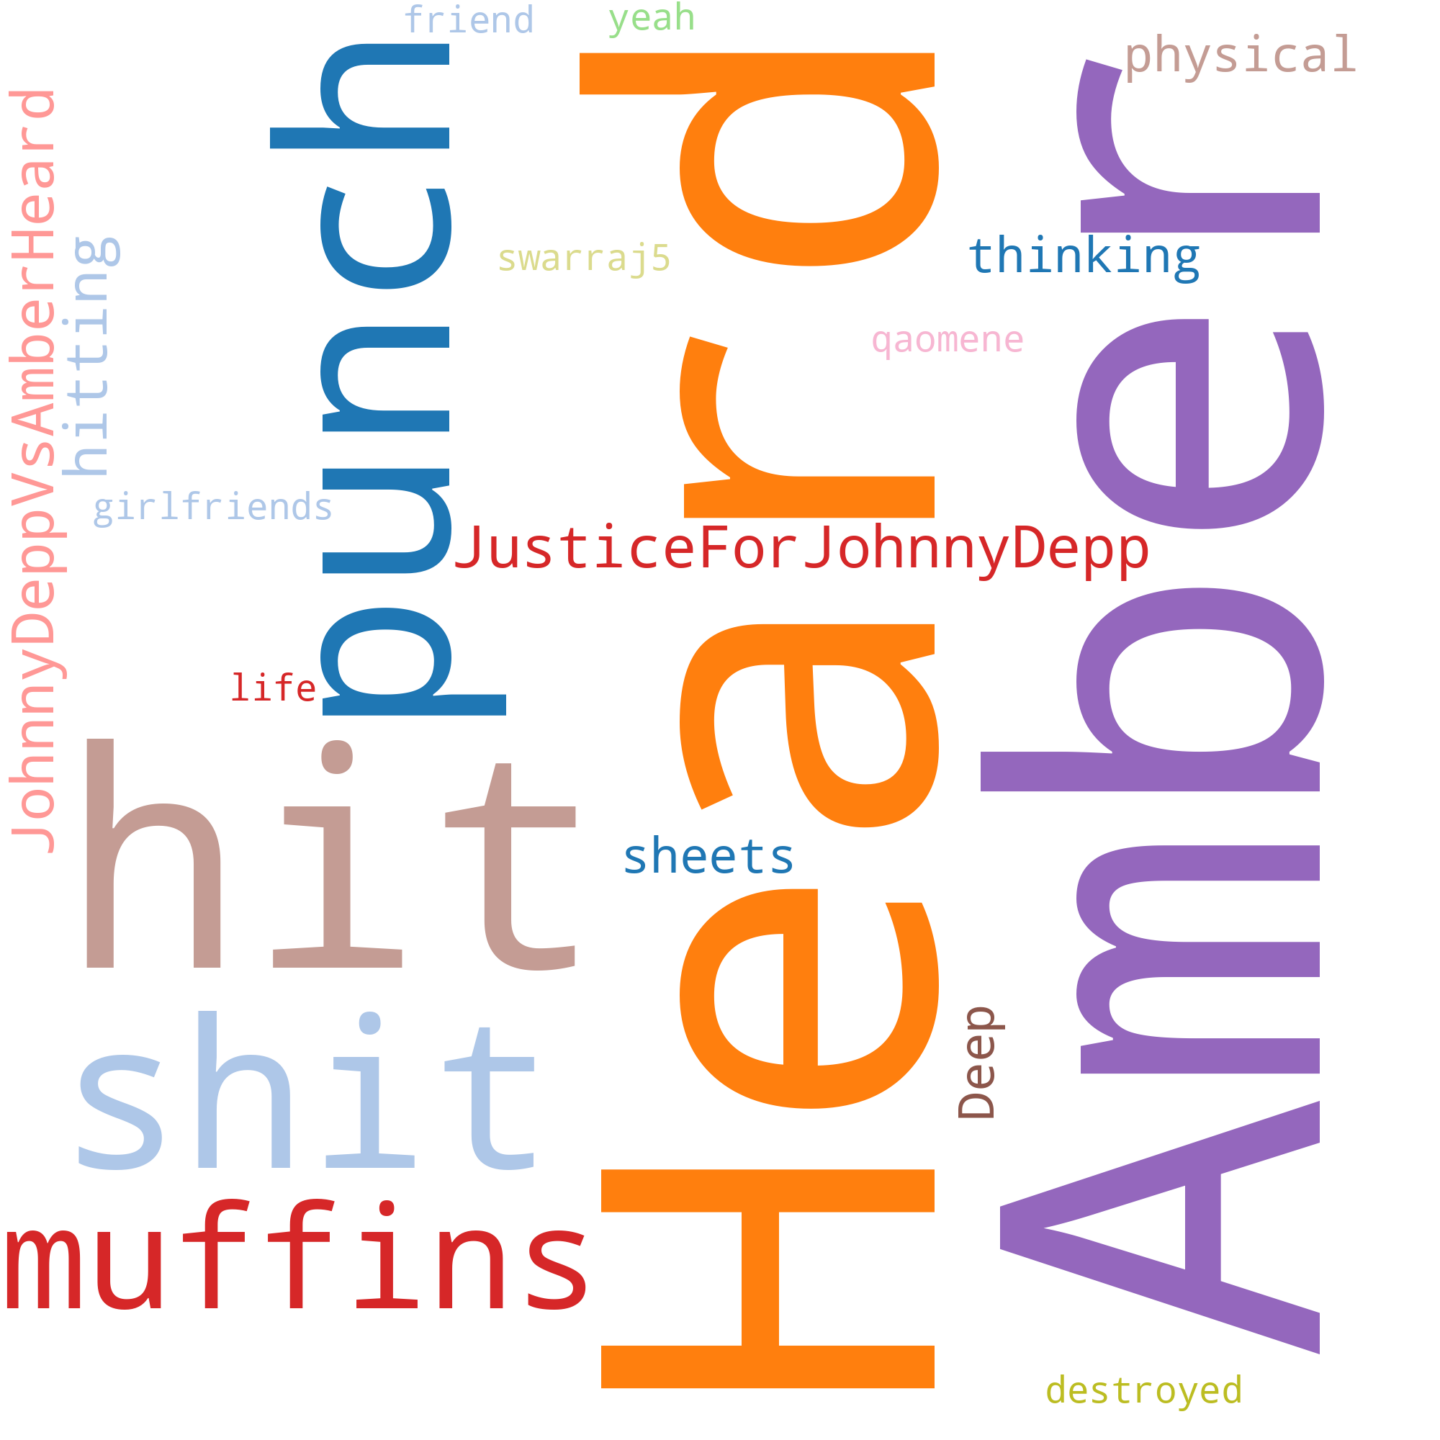 friend
yeah
physical
punch
Heard
Amber
JohnnyDeppVsAmberHeard
hitting
swarraj5
thinking
qaomene
girlfriends
JusticeForJohnnyDepp
life
hit
sheets
shit
Deep
muffins
destroyed